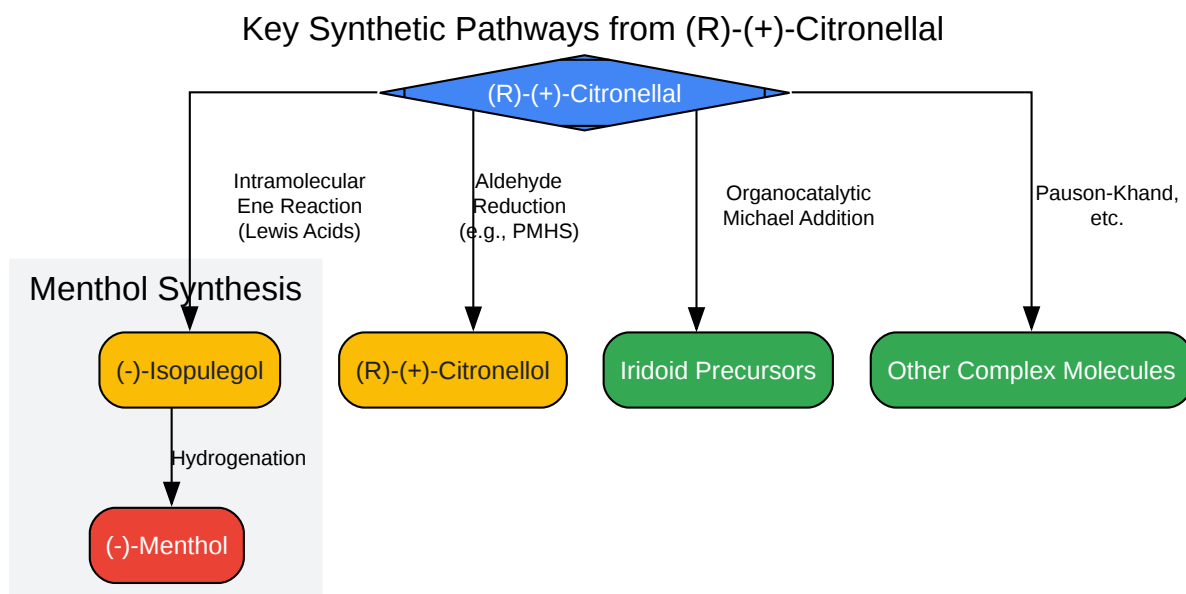 Key Synthetic Pathways from (R)-(+)-Citronellal
(R)-(+)-Citronellal
Intramolecular
Ene Reaction
(Lewis Acids)
Aldehyde
Reduction
(e.g., PMHS)
Organocatalytic
Michael Addition
Pauson-Khand,
etc.
Menthol Synthesis
(-)-Isopulegol
(R)-(+)-Citronellol
Iridoid Precursors
Other Complex Molecules
Hydrogenation
(-)-Menthol